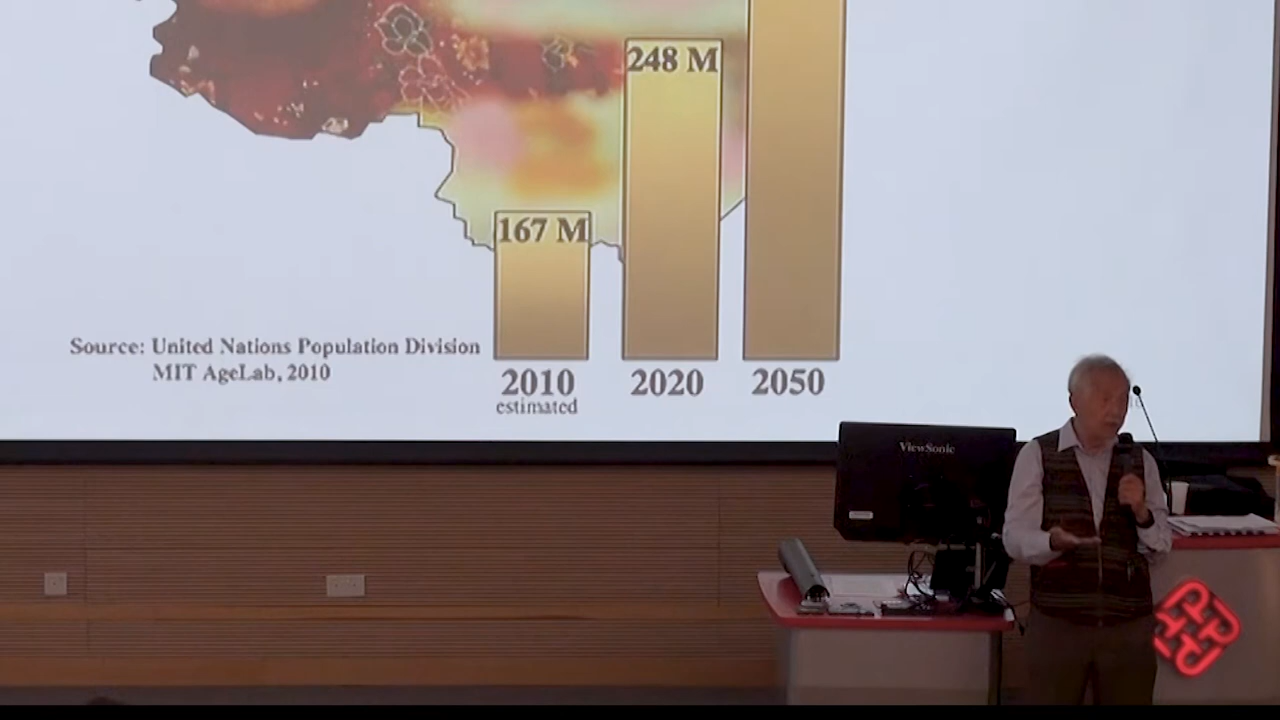 248 M
167 M
Source: United Nations Population Division
MIT AgeLab, 2010
2010
2020
2050
estimated
ViewSonic